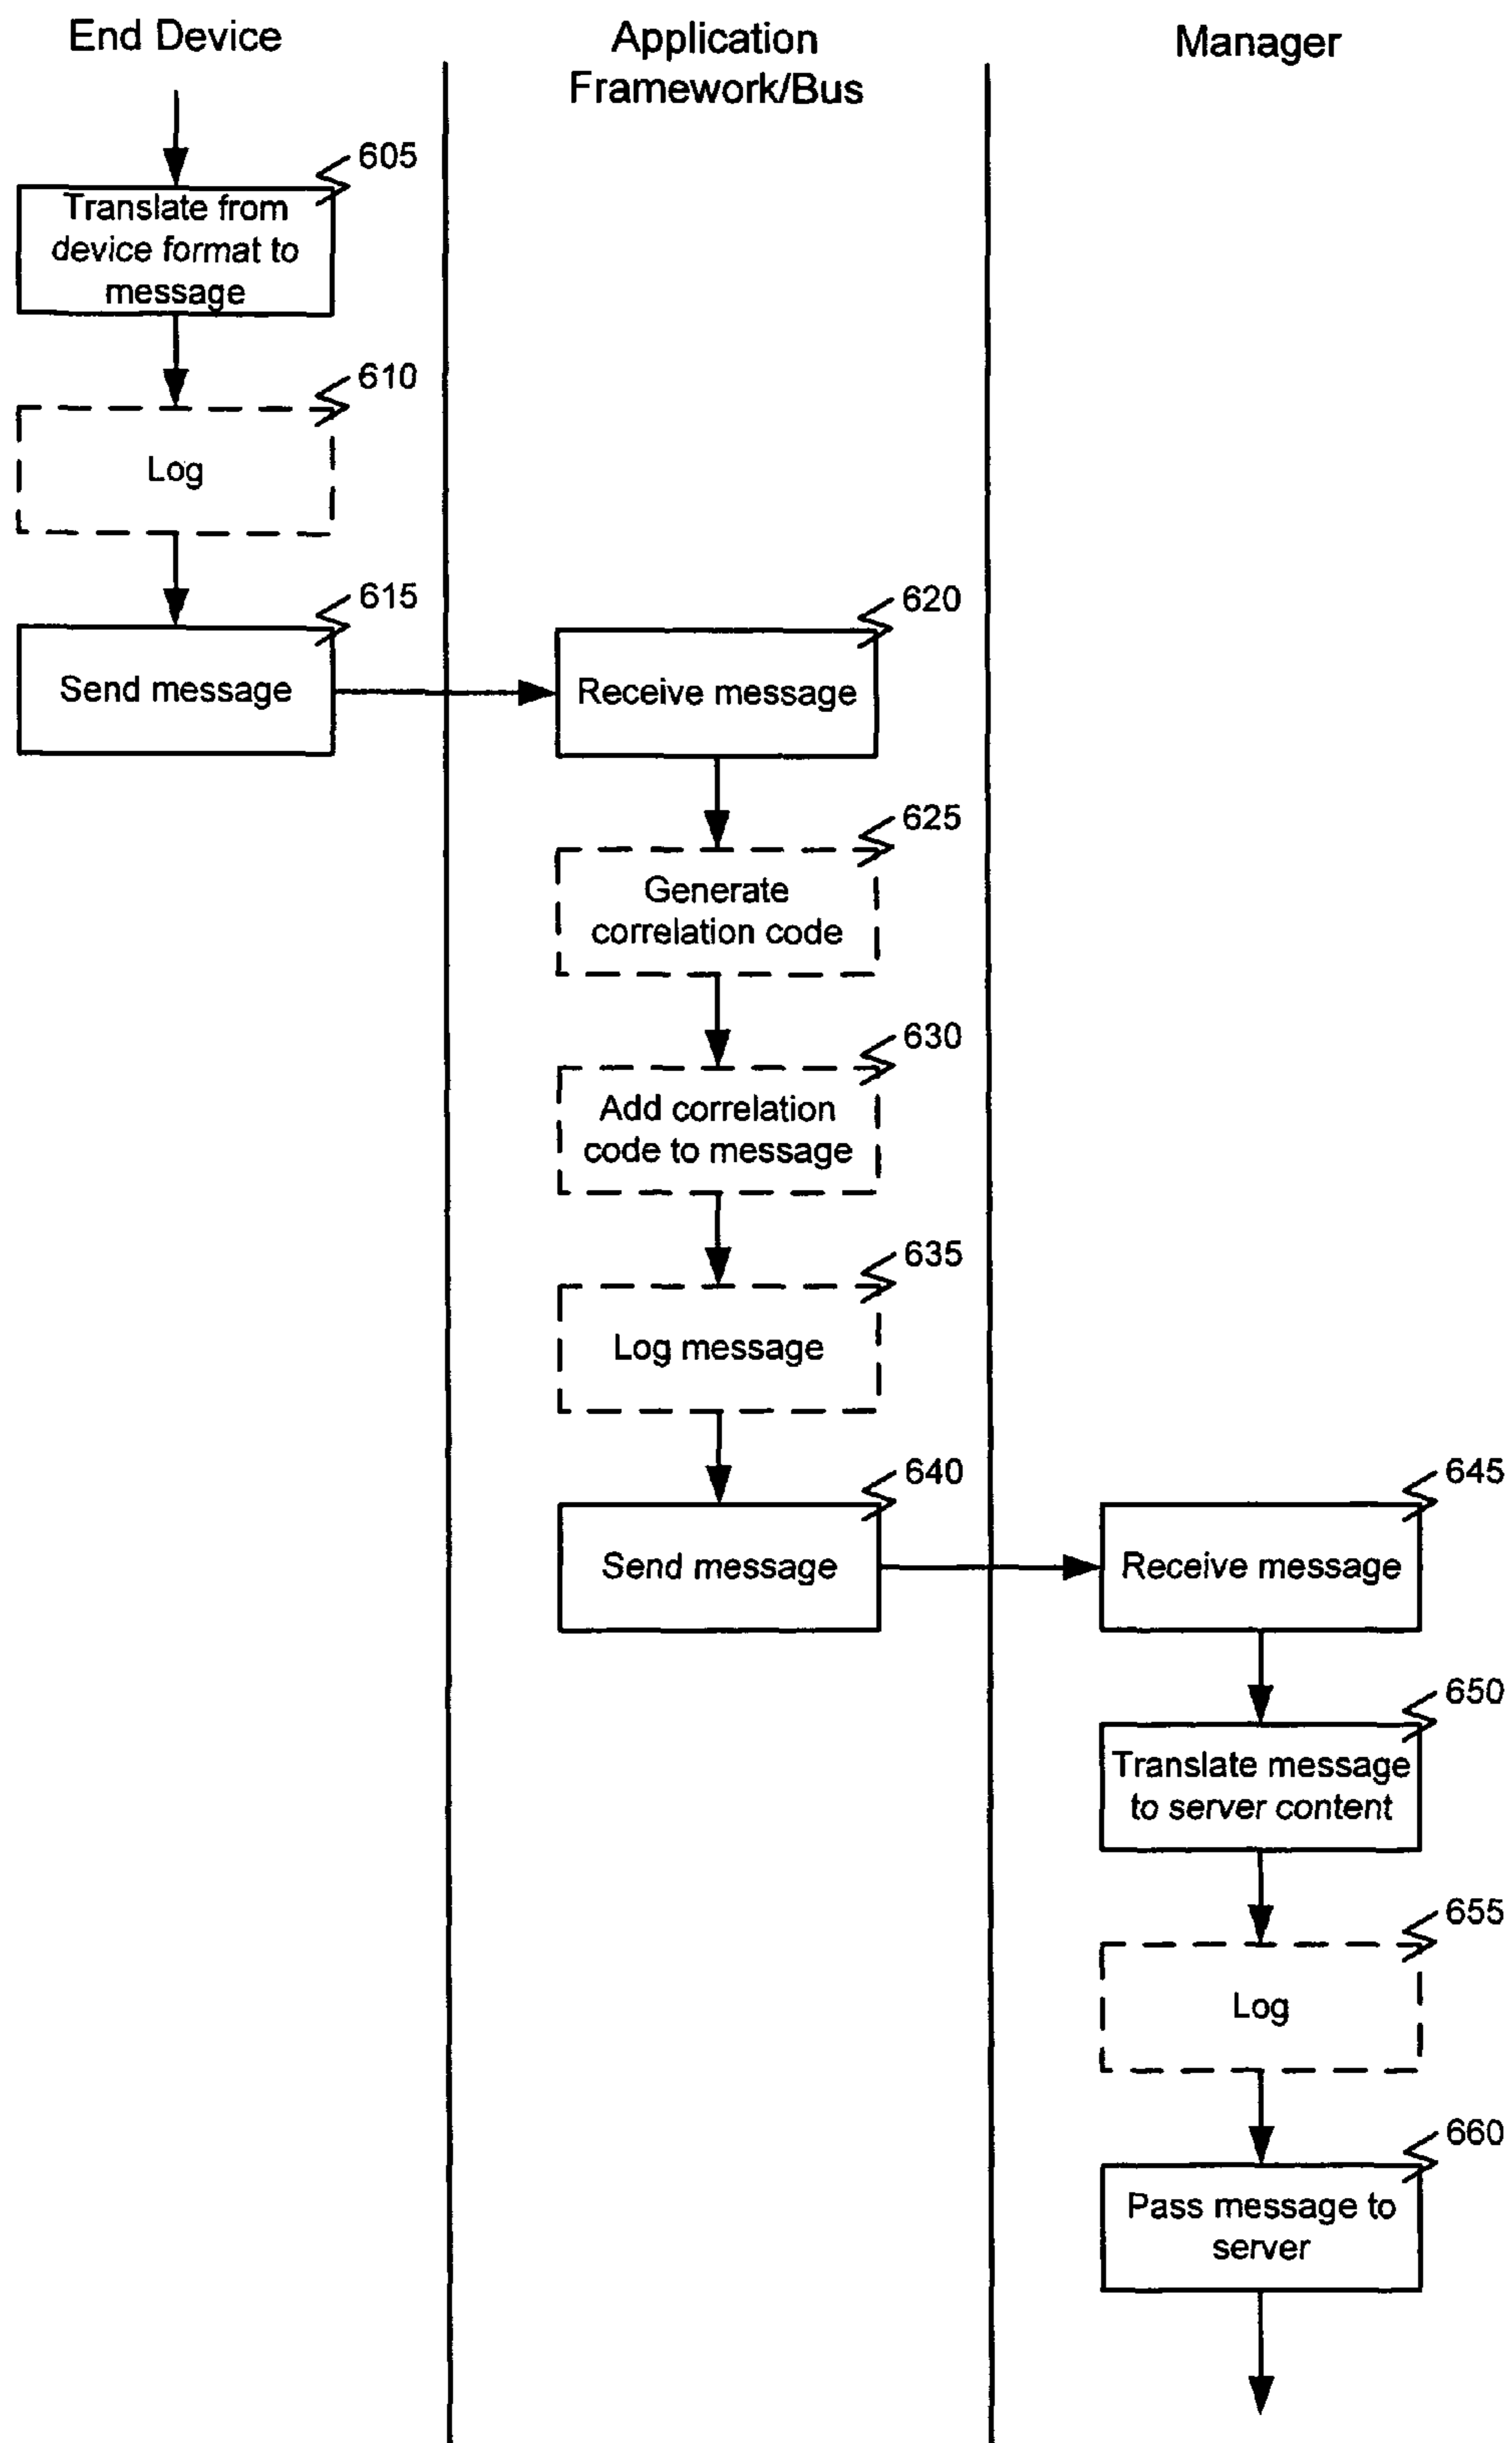 End Device
Application
Framework/Bus
Manager
605
Translate from
device format to
message
610
Log
615
Send message
620
Receive message
625
Generate
correlation code
630
Add correlation
code to message
635
Log message
640
Send message
645
Receive message
650
Translate message
to server content
655
Log
660
Pass message to
server